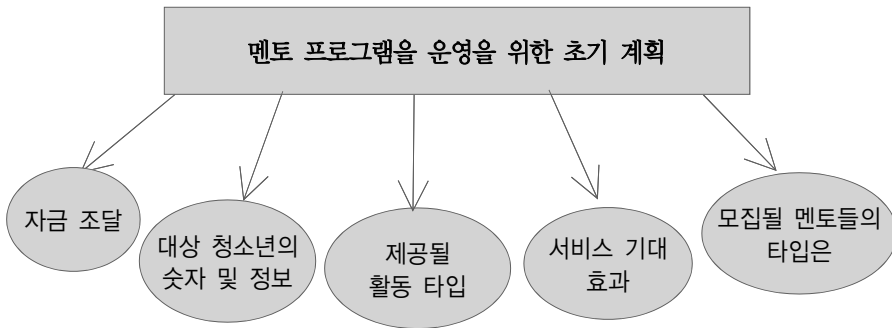 멘토 프로그램을 운영을 위한 초기 계획
자금 조달
대상 청소년의
숫자 및 정보
제공될
활동 타입
서비스 기대
효과
모집될 멘토들의
타입은